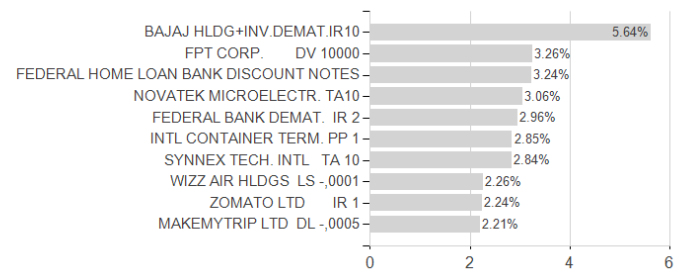 BAJAJ HLDG+INV.DEMAT.IR10 5.64%
FPT CORP. DV 10000 3.26%
FEDERAL HOME LOAN BANK DISCOUNT NOTES 3.24%
NOVATEK MICROELECTR. TA10 3.06%
FEDERAL BANK DEMAT. IR 2 2.96%
INTL CONTAINER TERM. PP 1 2.85%
SYNNEX TECH. INTL TA 10 2.84%
WIZZ AIR HLDGS LS -,0001 2.26%
ZOMATO LTD IR 1 2.24%
MAKEMYTRIP LTD DL -,0005 2.21%
0 2 4 6